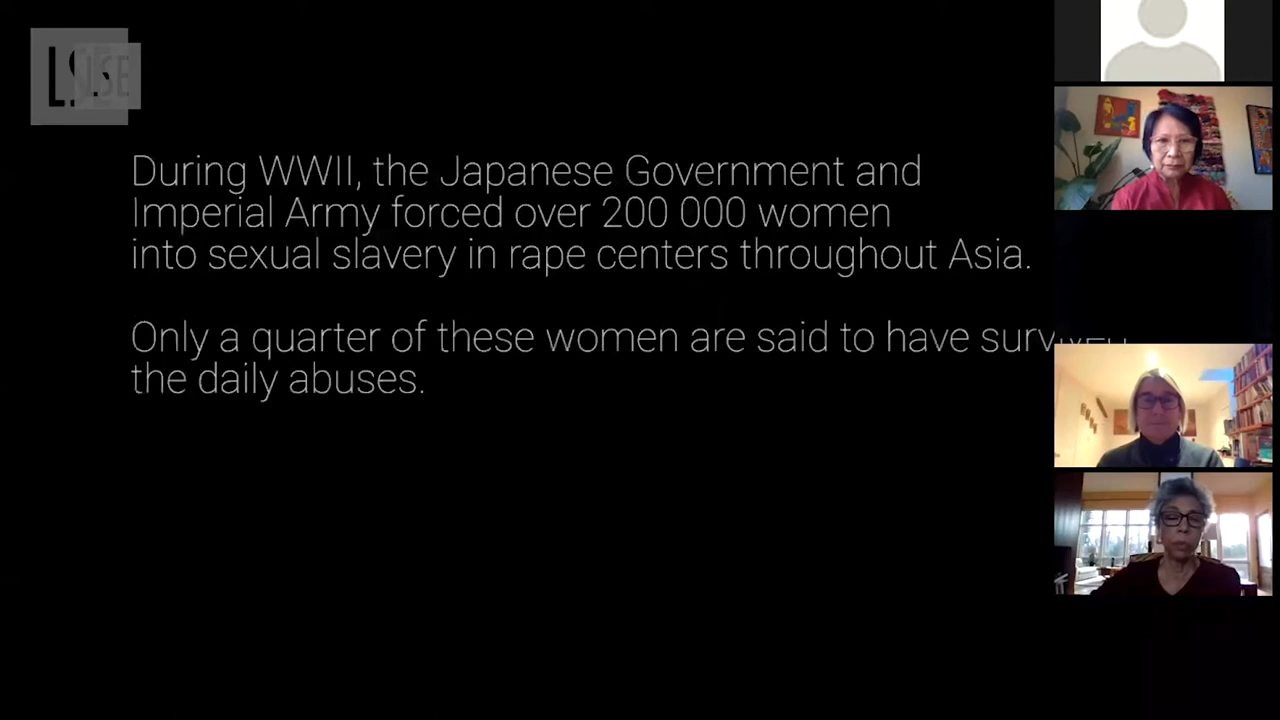 During WWII, the Japanese Government and
Imperial Army forced over 200 000 women
into sexual slavery in rape centers throughout Asia.
Only a quarter of these women are said to have
the daily abuses.